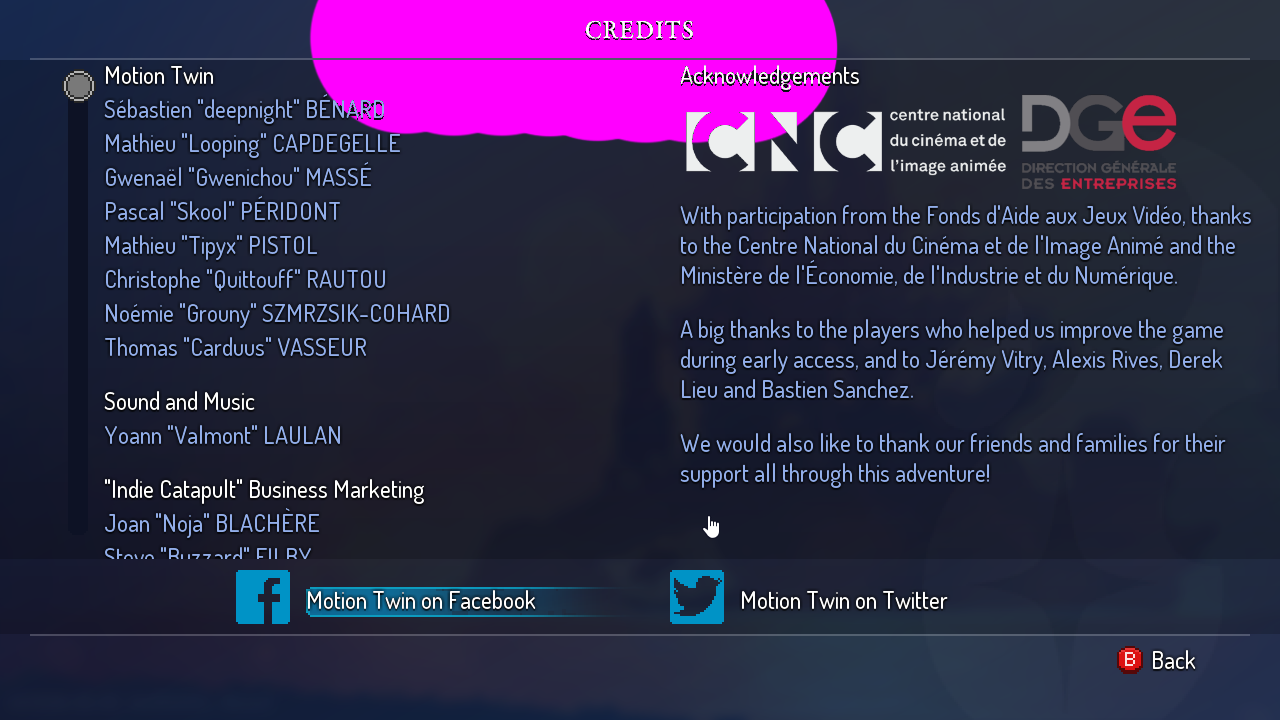 CREDITS
Motion Twin
Sébastien "deepnight" BÉNARD
Mathieu "Looping" CAPDEGELLE
Gwenaël "Gwenichou" MASSÉ
Pascal "Skool" PÉRIDONT
Mathieu "Tipyx" PISTOL
Christophe "Quittouff" RAUTOU
Noémie "Grouny" SZMRZSIK-COHARD
Thomas "Carduus" VASSEUR
Sound and Music
Yoann "Valmont" LAULAN
"Indie Catapult" Business Marketing
Joan "Noja" BLACHÈRE
Steve "Buzzard" FILBY
Acknowledgements
CNC
centre national
du cinéma et de
l'image animée
DGE
DIRECTION GÉNÉRALE
DES ENTREPRISES
With participation from the Fonds d'Aide aux Jeux Vidéo, thanks
to the Centre National du Cinéma et de l'Image Animé and the
Ministère de l'Économie, de l'Industrie et du Numérique.
A big thanks to the players who helped us improve the game
during early access, and to Jérémy Vitry, Alexis Rives, Derek
Lieu and Bastien Sanchez.
We would also like to thank our friends and families for their
support all through this adventure!
Motion Twin on Facebook
Motion Twin on Twitter
B Back